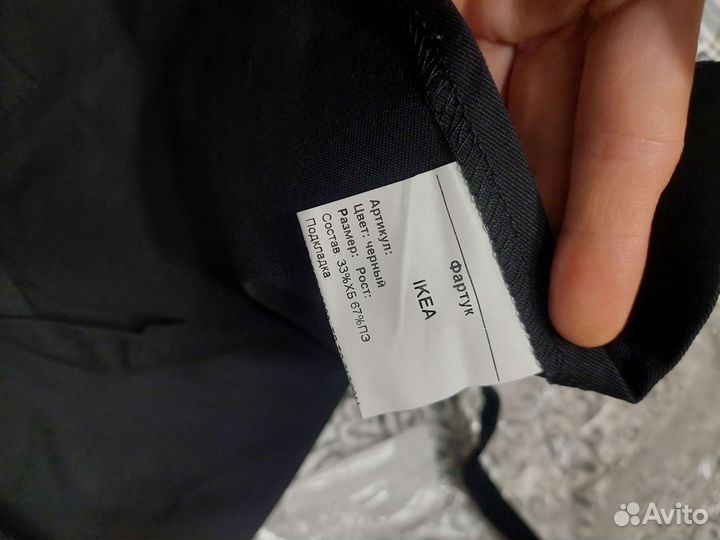 Фартук
IKEA
Артикул:
Цвет: черный
Размер: Рост:
Состав 33%ХБ 67%ПЭ
Подкладка
Avito